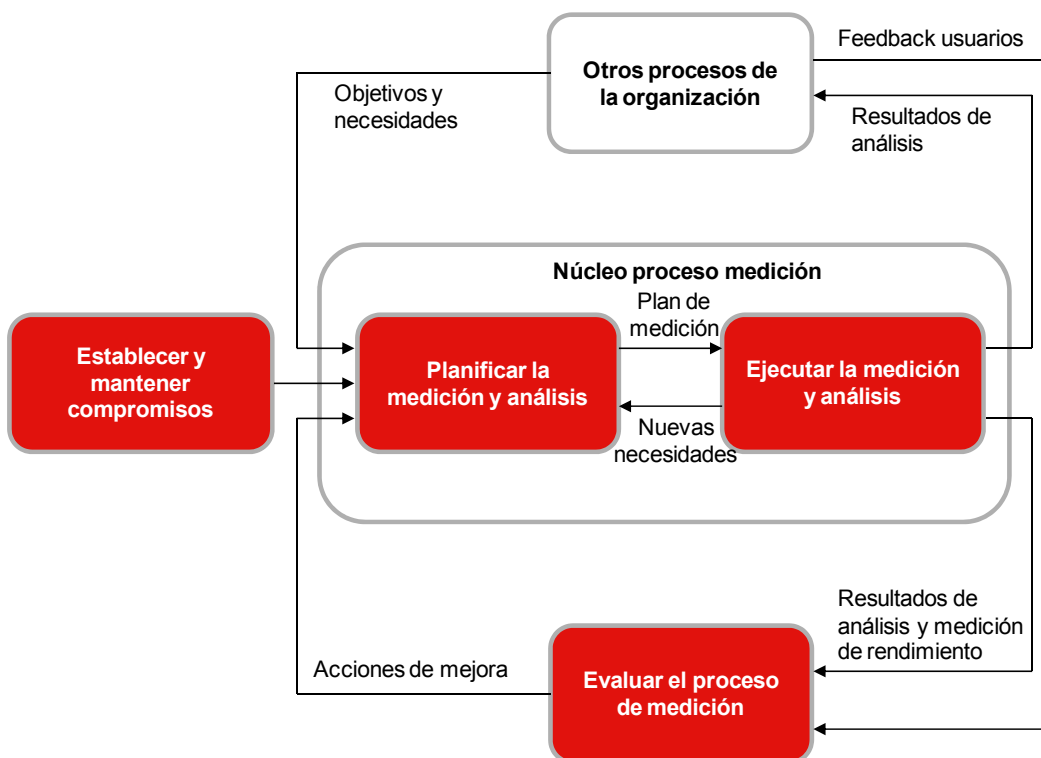 Feedback usuarios
Otros procesos de
la organización
Objetivos y
necesidades
Resultados de
análisis
Núcleo proceso medición
Plan de
medición
Establecer y
mantener
compromisos
Planificar la
medición y análisis
Ejecutar la medición
y análisis
Nuevas
necesidades
Resultados de
análisis y medición
de rendimiento
Acciones de mejora
Evaluar el proceso
de medición